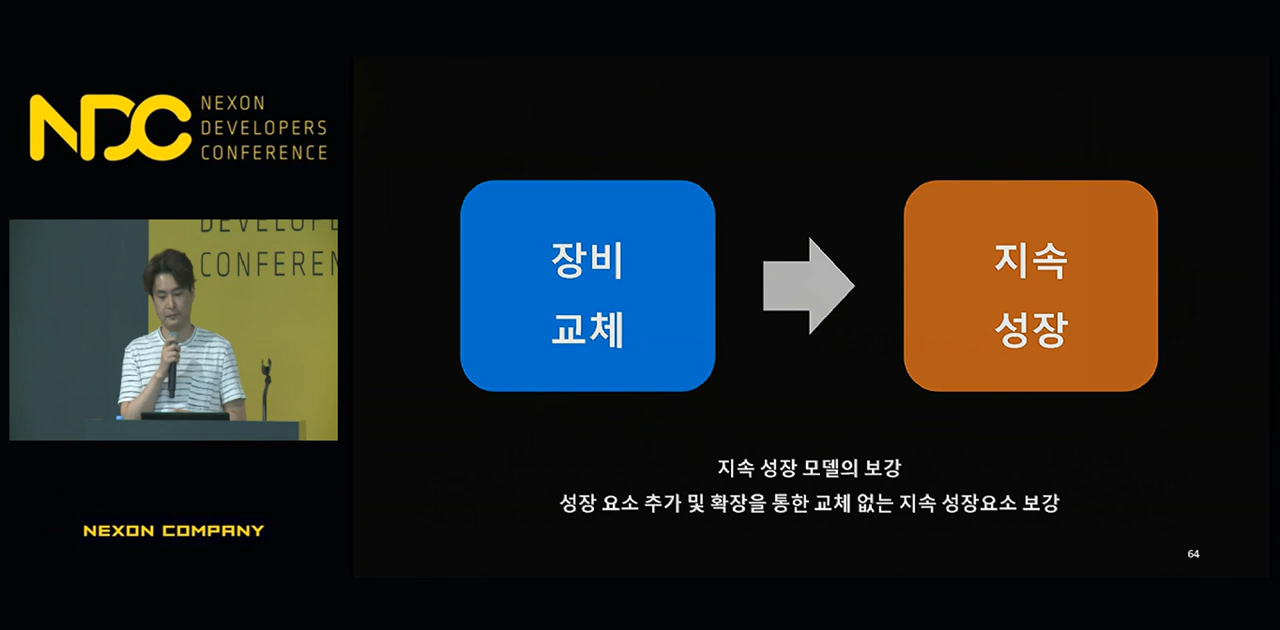 NDC
NEXON
DEVELOPERS
CONFERENCE
DEVELOPE
CONFEREN
NEXON COMPANY
장비
교체
지속
성장
지속 성장 모델의 보강
성장 요소 추가 및 확장을 통한 교체 없는 지속 성장요소 보강
64